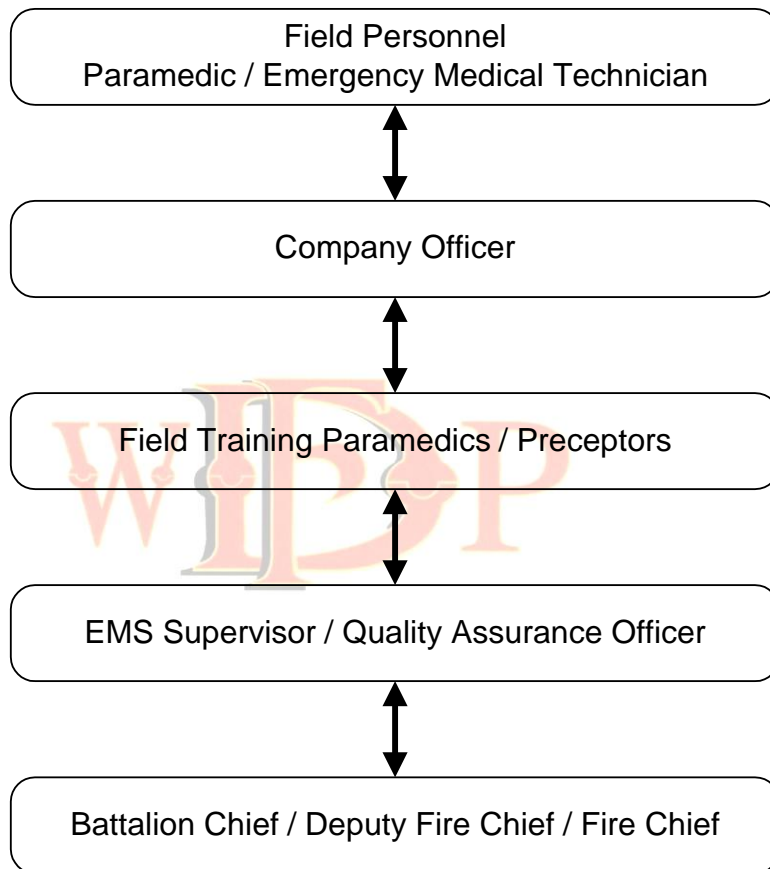 Field Personnel
Paramedic / Emergency Medical Technician
Company Officer
Field Training Paramedics / Preceptors
EMS Supervisor / Quality Assurance Officer
Battalion Chief / Deputy Fire Chief / Fire Chief